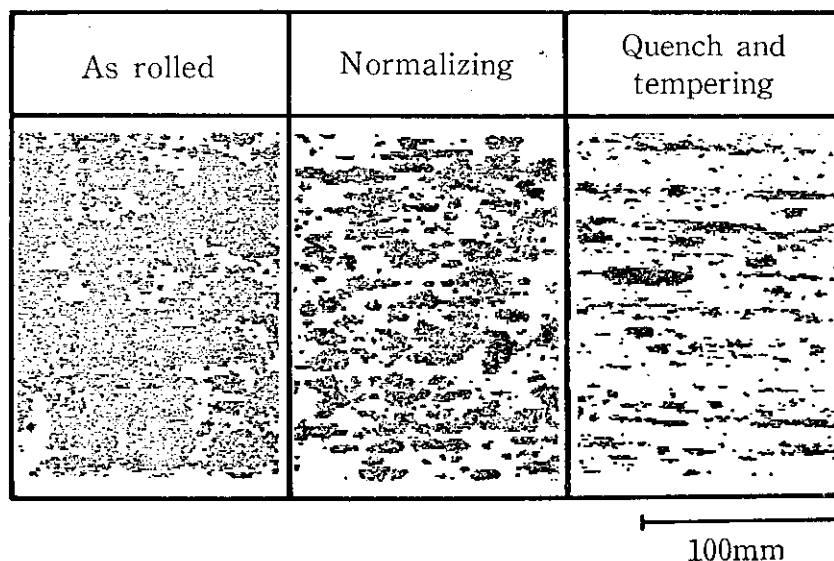 As rolled
Normalizing
Quench and
tempering
100mm